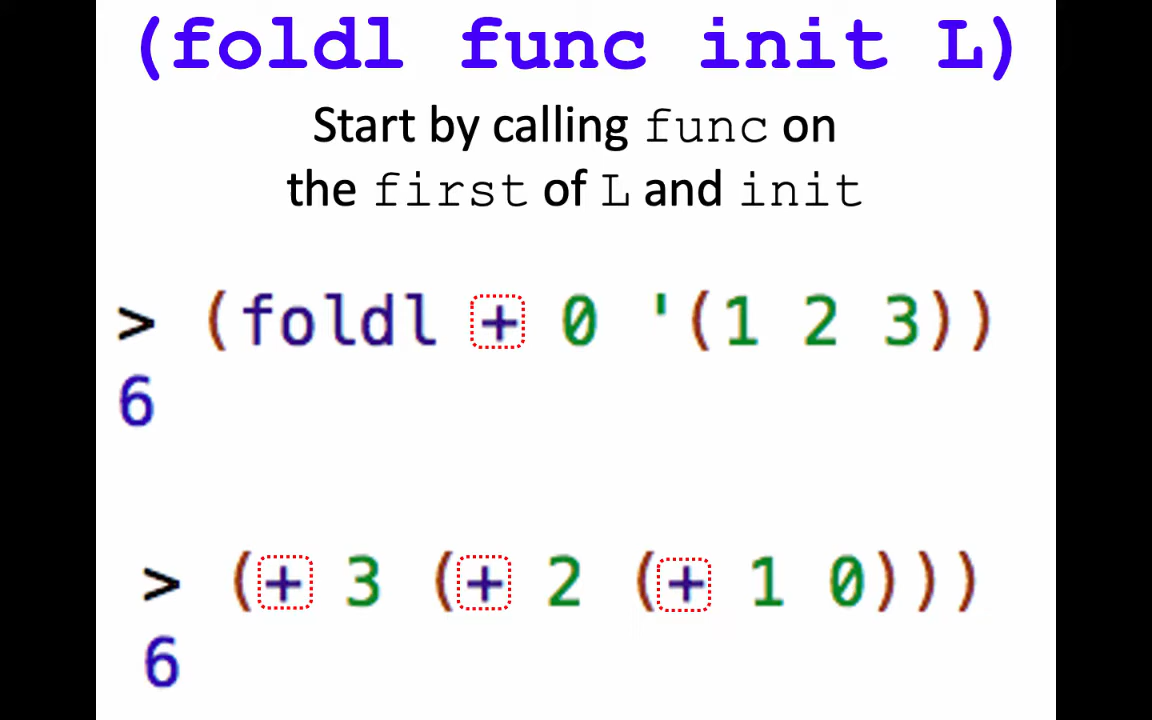 (foldl func init L)
Start by calling func on
the first of L and init
> (foldl + 0 '(1 2 3))
6
> (+ 3 (+ 2 (+ 1 0)))
6